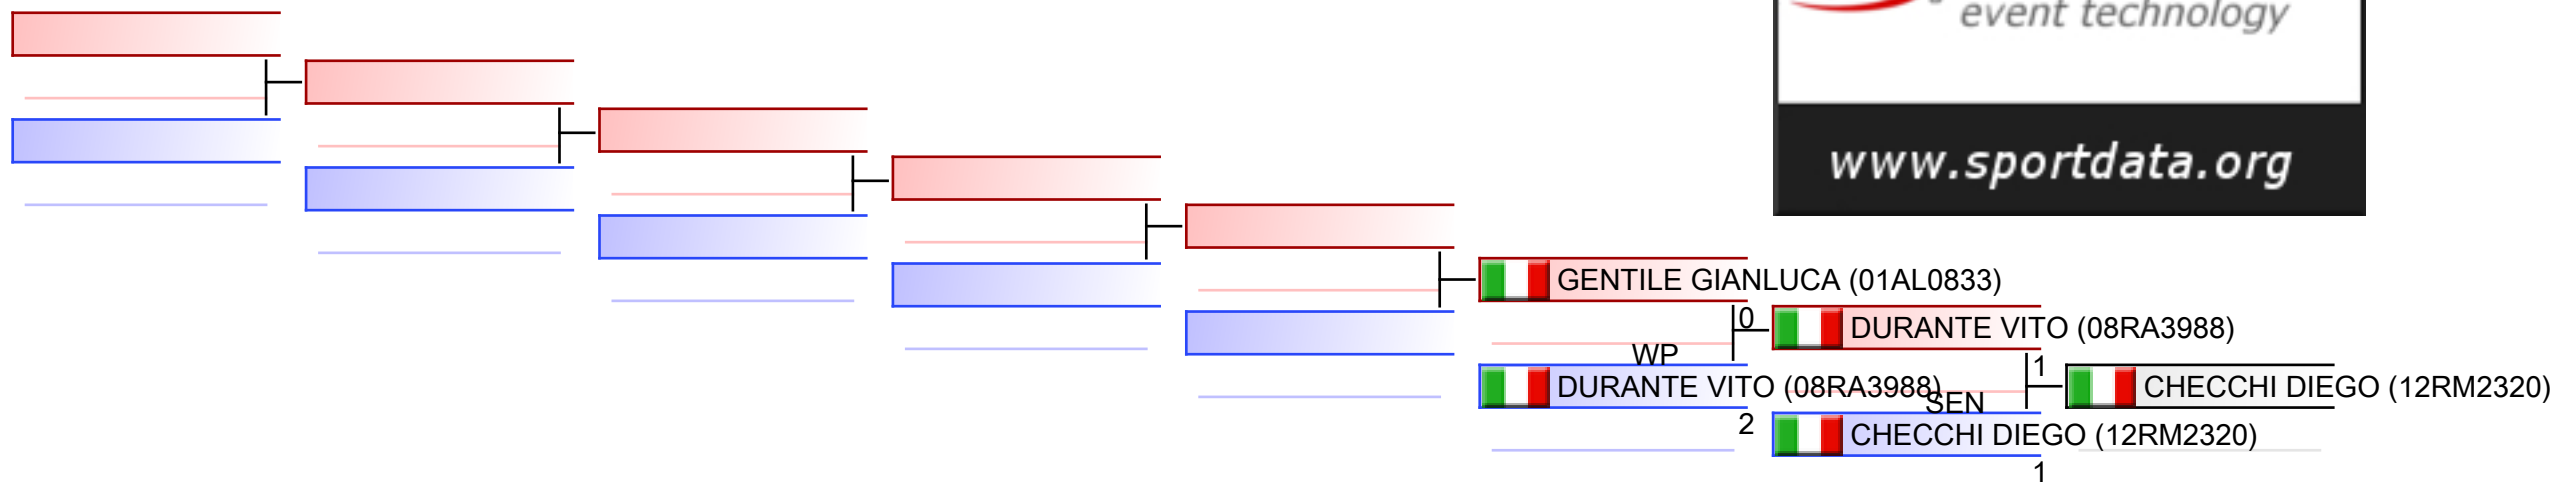 event technology
www.sportdata.org
GENTILE GIANLUCA (01AL0833)
0
DURANTE VITO (08RA3988)
WP
1
DURANTE VITO (08RA3988)
CHECCHI DIEGO (12RM2320)
SEN
2
CHECCHI DIEGO (12RM2320)
1